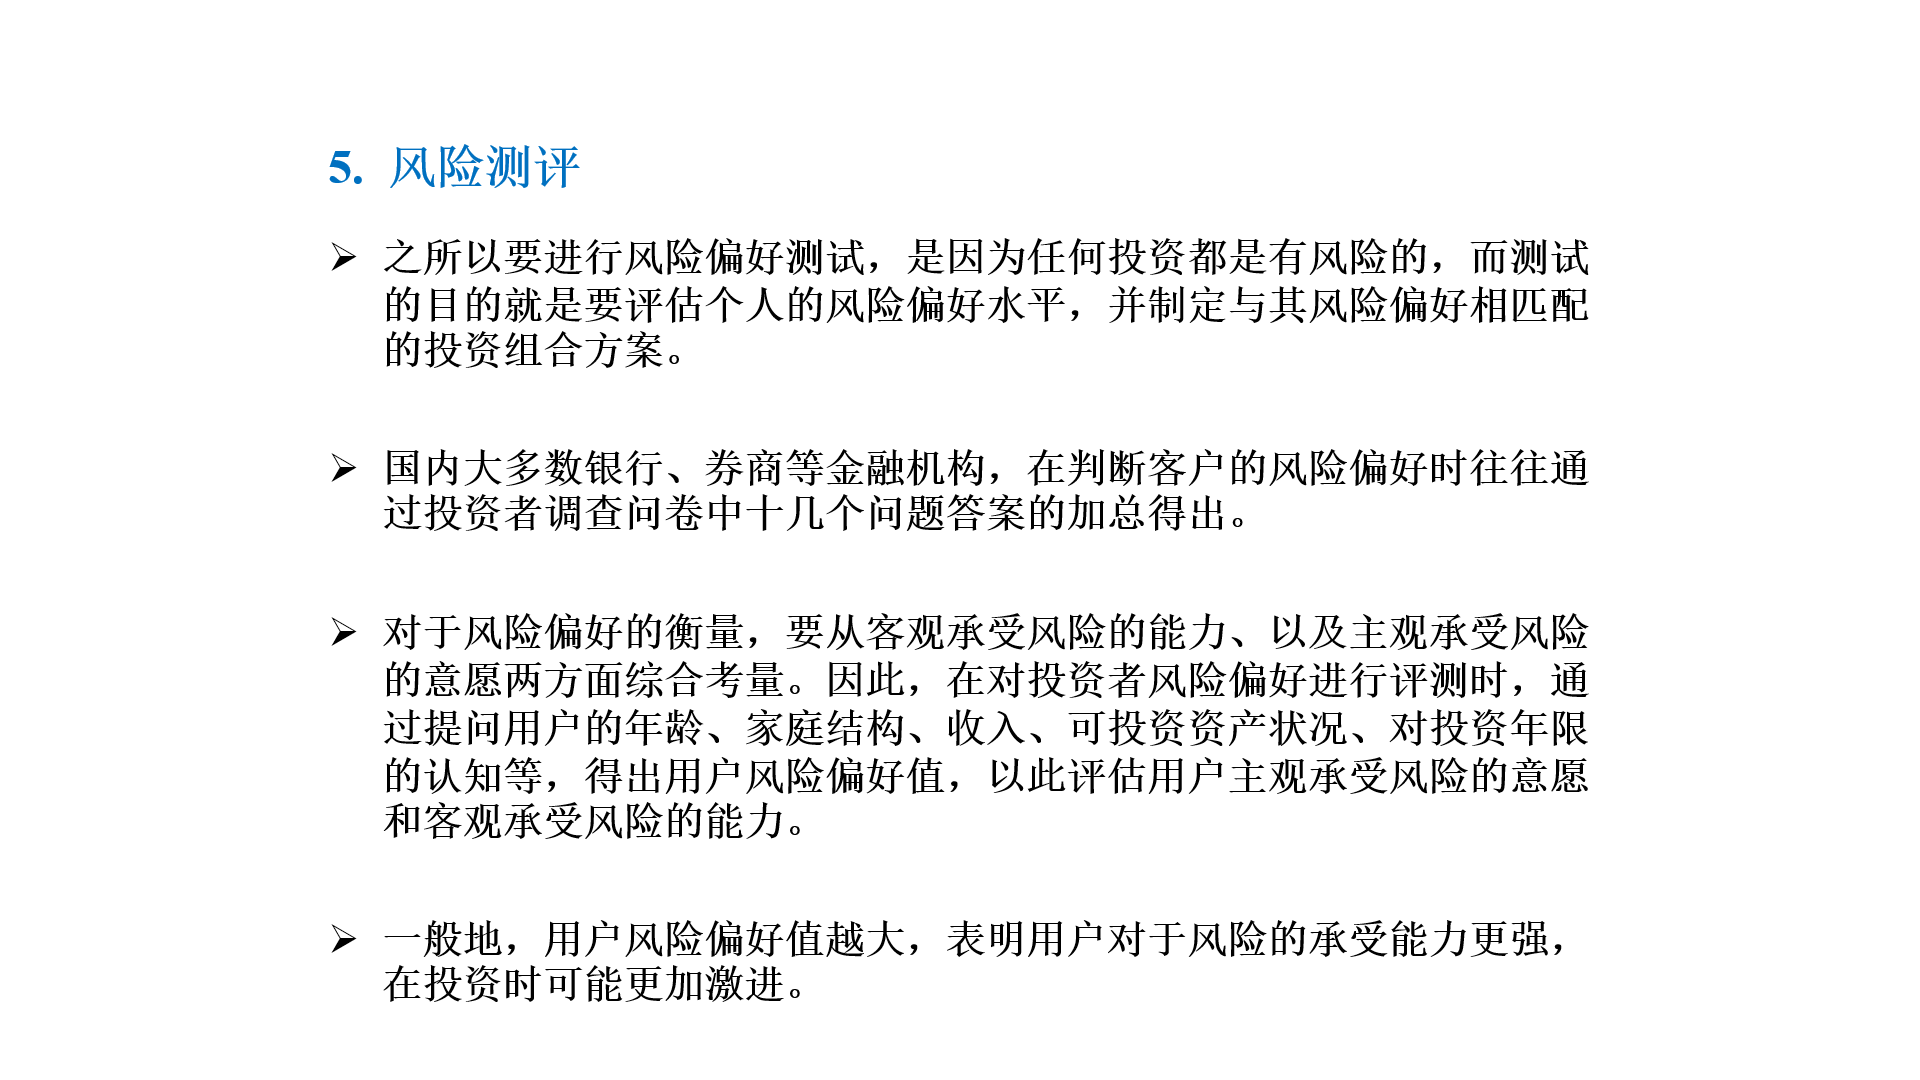 5. 风险测评
➢ 之所以要进行风险偏好测试，是因为任何投资都是有风险的，而测试
的目的就是要评估个人的风险偏好水平，并制定与其风险偏好相匹配
的投资组合方案。
➢ 国内大多数银行、券商等金融机构，在判断客户的风险偏好时往往通
过投资者调查问卷中十几个问题答案的加总得出。
➢ 对于风险偏好的衡量，要从客观承受风险的能力、以及主观承受风险
的意愿两方面综合考量。因此，在对投资者风险偏好进行评测时，通
过提问用户的年龄、家庭结构、收入、可投资资产状况、对投资年限
的认知等，得出用户风险偏好值，以此评估用户主观承受风险的意愿
和客观承受风险的能力。
➢ 一般地，用户风险偏好值越大，表明用户对于风险的承受能力更强，
在投资时可能更加激进。